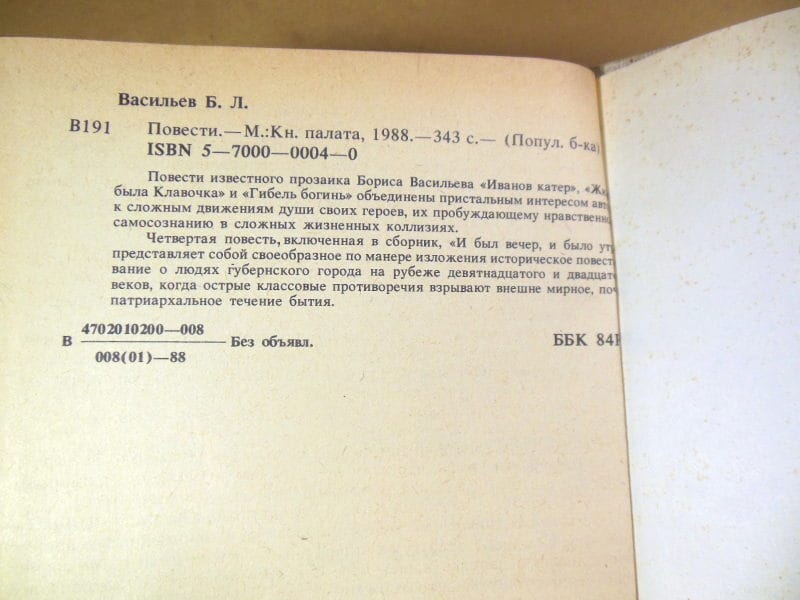 Васильев Б. Л.
В191 Повести.—М.:Кн. палата, 1988.—343 с.— (Попул. б-ка)
ISBN 5—7000—0004—0
Повести известного прозаика Бориса Васильева «Иванов катер»,
была Клавочка» и «Гибель богинь» объединены пристальным интересом
к сложным движениям души своих героев, их пробуждающему
самосознанию в сложных жизненных коллизиях.
Четвертая повесть, включенная в сборник, «И был вечер, и было
представляет собой своеобразное по манере изложения историческое
вание о людях губернского города на рубеже девятнадцатого и
веков, когда острые классовые противоречия взрывают внешне мирное,
патриархальное течение бытия.
В 4702010200—008 Без объявл.
008(01)—88
ББК